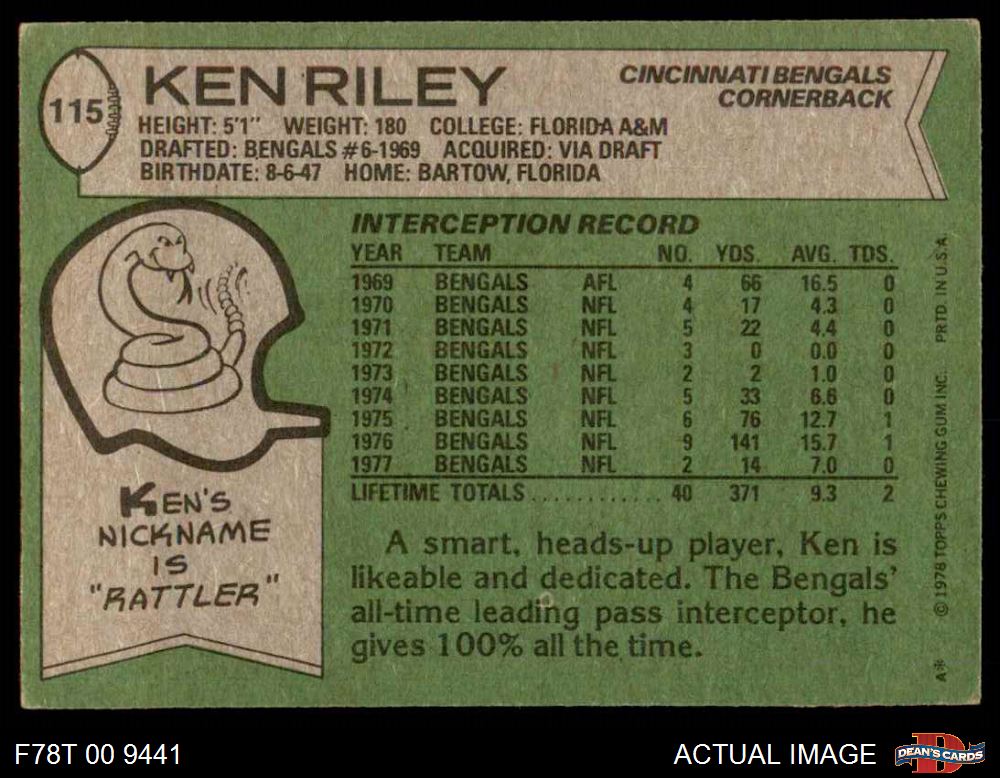 115
KEN RILEY
CINCINNATI BENGALS
CORNERBACK
HEIGHT: 5'1" WEIGHT: 180 COLLEGE: FLORIDA A&M
DRAFTED: BENGALS #6-1969 ACQUIRED: VIA DRAFT
BIRTHDATE: 8-6-47 HOME: BARTOW, FLORIDA
INTERCEPTION RECORD
YEAR TEAM NO. YDS. AVG. TDS.
1969 BENGALS AFL 4 66 16.5 0
1970 BENGALS NFL 4 17 4.3 0
1971 BENGALS NFL 5 22 4.4 0
1972 BENGALS NFL 3 0 0.0 0
1973 BENGALS NFL 2 2 1.0 0
1974 BENGALS NFL 5 33 6.6 0
1975 BENGALS NFL 6 76 12.7 1
1976 BENGALS NFL 9 141 15.7 1
1977 BENGALS NFL 2 14 7.0 0
LIFETIME TOTALS.............. 40 371 9.3 2
KEN'S
NICKNAME
IS
"RATTLER"
A smart, heads-up player, Ken is
likeable and dedicated. The Bengals'
all-time leading pass interceptor, he
gives 100% all the time.
A* © 1978 TOPPS CHEWING GUM INC. PRTD. IN U.S.A
F78T 00 9441
ACTUAL IMAGE
DEAN'S CARDS